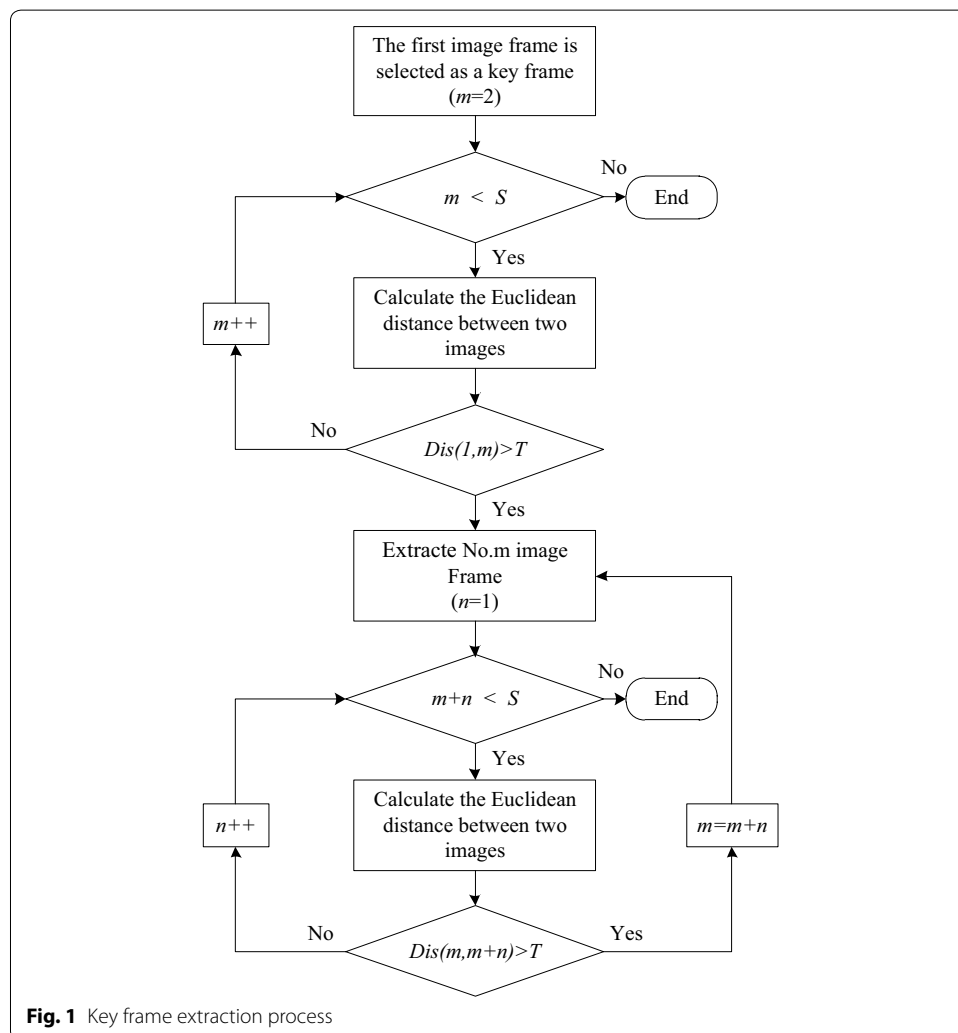 The first image frame is
selected as a key frame
(m=2)
m < S
No
End
Yes
Calculate the Euclidean
distance between two
images
m++
No
Dis(1,m)>T
Yes
Extracte No.m image
Frame
(n=1)
m+n < S
No
End
Yes
Calculate the Euclidean
distance between two
images
n++
m=m+n
No
Dis(m,m+n)>T
Yes
Fig. 1 Key frame extraction process